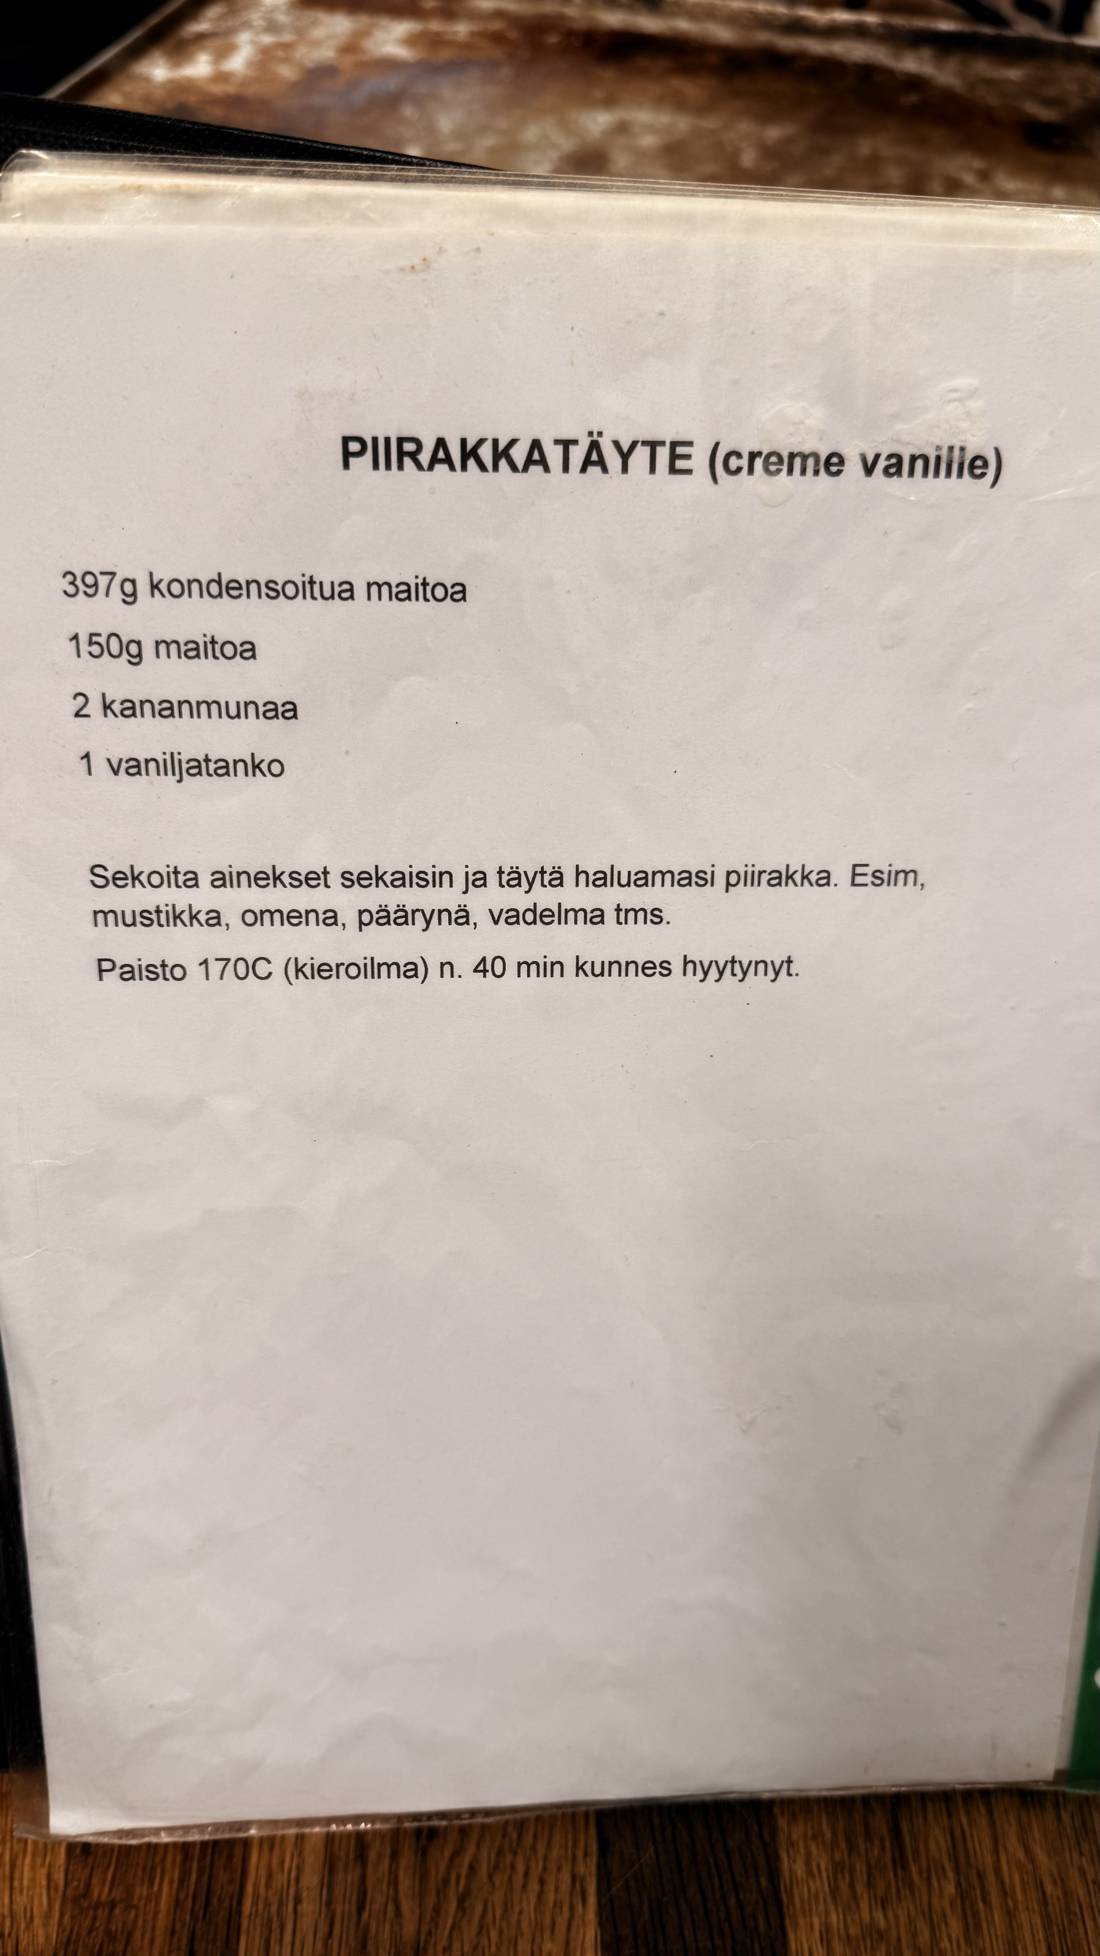 PIIRAKKATÄYTE (creme vanille)
397g kondensoitua maitoa
150g maitoa
2 kananmunaa
1 vaniljatanko
Sekoita ainekset sekaisin ja täytä haluamasi piirakka. Esim,
mustikka, omena, päärynä, vadelma tms.
Paisto 170C (kieroilma) n. 40 min kunnes hyytynyt.